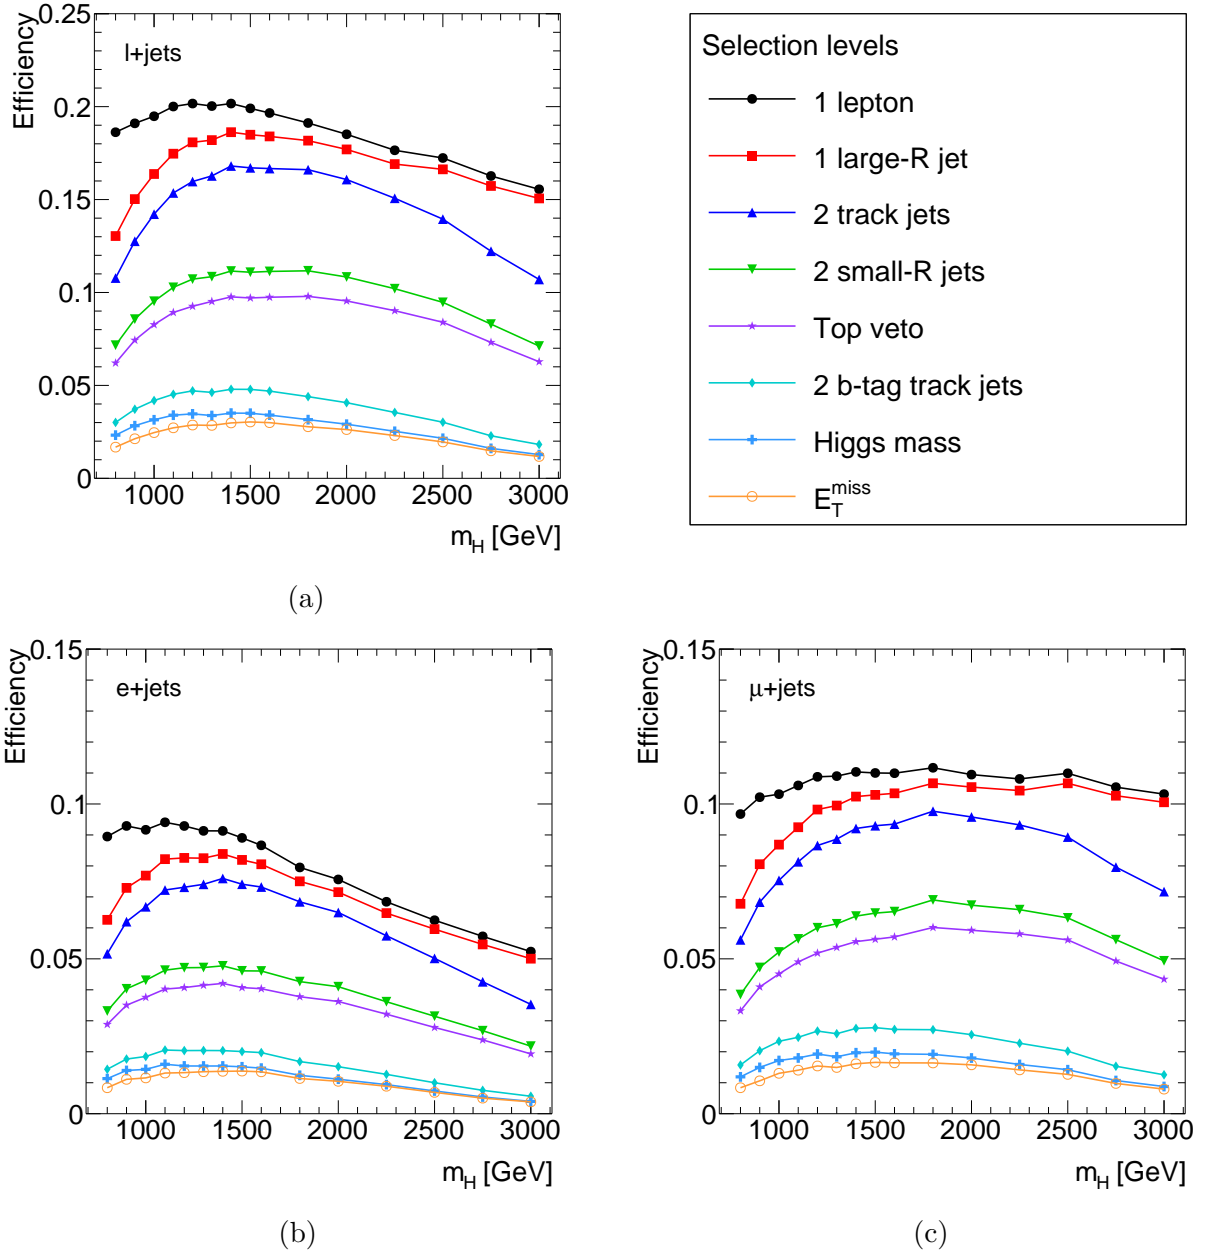 Efficiency
0.25
0.2
0.15
0.1
0.05
0
l+jets
1000 1500 2000 2500 3000
m_H [GeV]
(a)
Selection levels
1 lepton
1 large-R jet
2 track jets
2 small-R jets
Top veto
2 b-tag track jets
Higgs mass
E_T^miss
Efficiency
0.15
0.1
0.05
0
e+jets
1000 1500 2000 2500 3000
m_H [GeV]
(b)
Efficiency
0.15
0.1
0.05
0
μ+jets
1000 1500 2000 2500 3000
m_H [GeV]
(c)